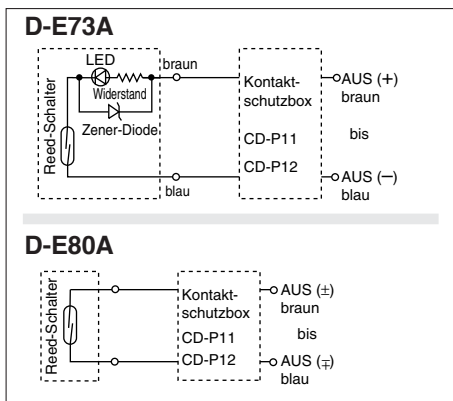 D-E73A
LED
braun
Widerstand
Zener-Diode
Reed-Schalter
blau
Kontakt-
schutzbox
CD-P11
CD-P12
AUS (+)
braun
bis
AUS (−)
blau
D-E80A
Reed-Schalter
Kontakt-
schutzbox
CD-P11
CD-P12
AUS (±)
braun
bis
AUS (∓)
blau